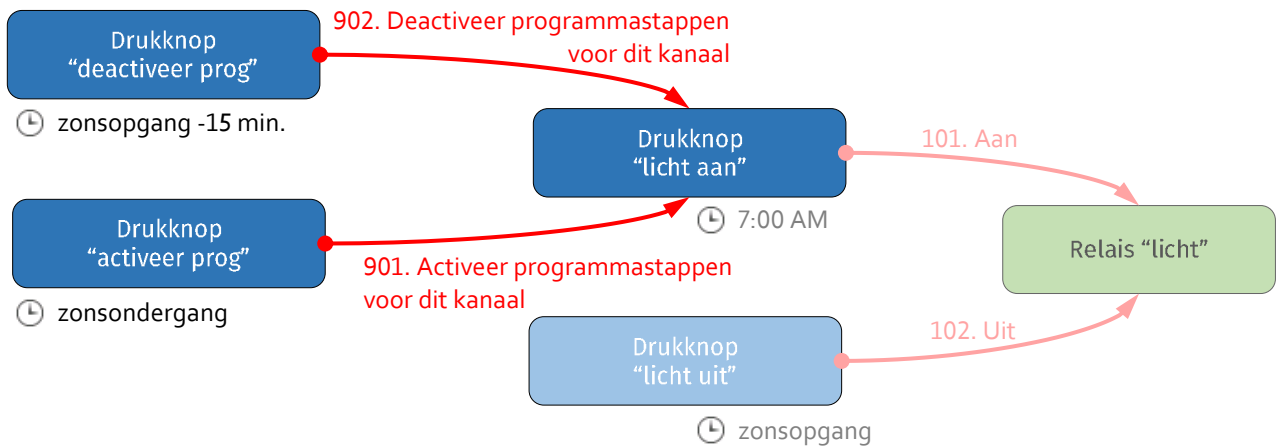 902. Deactiveer programmastappen
voor dit kanaal
Drukknop
“deactiveer prog”
zonsopgang -15 min.
Drukknop
“licht aan”
101. Aan
7:00 AM
Drukknop
“activeer prog”
zonsondergang
901. Activeer programmastappen
voor dit kanaal
Relais “licht”
102. Uit
Drukknop
“licht uit”
zonsopgang